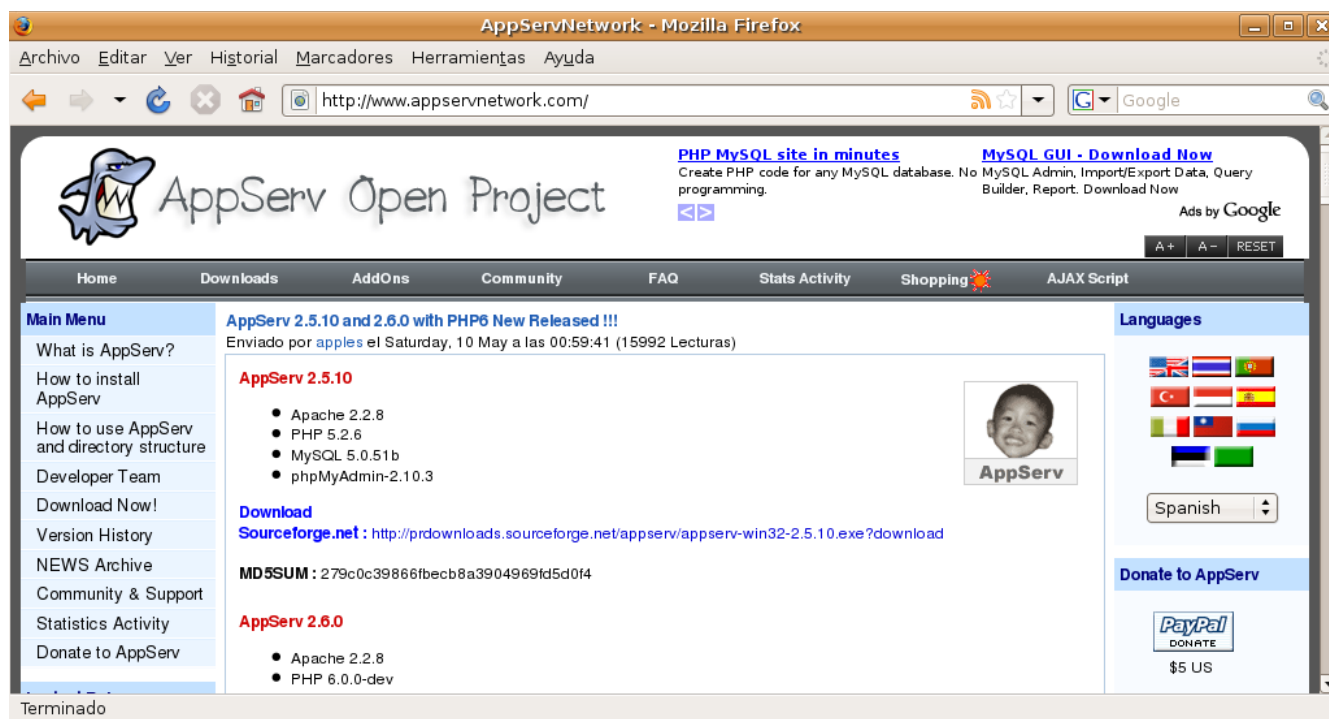 AppServNetwork - Mozilla Firefox
Archivo Editar Ver Historial Marcadores Herramientas Ayuda
http://www.appservnetwork.com/
G Google
AppServ Open Project
PHP MySQL site in minutes
Create PHP code for any MySQL database. No
programming.
MySQL GUI - Download Now
MySQL Admin, Import/Export Data, Query
Builder, Report. Download Now
< >
Ads by Google
A+ A- RESET
Home Downloads AddOns Community FAQ Stats Activity Shopping AJAX Script
Main Menu
What is AppServ?
How to install
AppServ
How to use AppServ
and directory structure
Developer Team
Download Now!
Version History
NEWS Archive
Community & Support
Statistics Activity
Donate to AppServ
AppServ 2.5.10 and 2.6.0 with PHP6 New Released !!!
Enviado por apples el Saturday, 10 May a las 00:59:41 (15992 Lecturas)
AppServ 2.5.10
Apache 2.2.8
PHP 5.2.6
MySQL 5.0.51b
phpMyAdmin-2.10.3
AppServ
Download
Sourceforge.net : http://prdownloads.sourceforge.net/appserv/appserv-win32-2.5.10.exe?download
MD5SUM : 279c0c39866fbecb8a3904969fd5d0f4
AppServ 2.6.0
Apache 2.2.8
PHP 6.0.0-dev
Languages
Spanish
Donate to AppServ
PayPal
DONATE
$5 US
Terminado